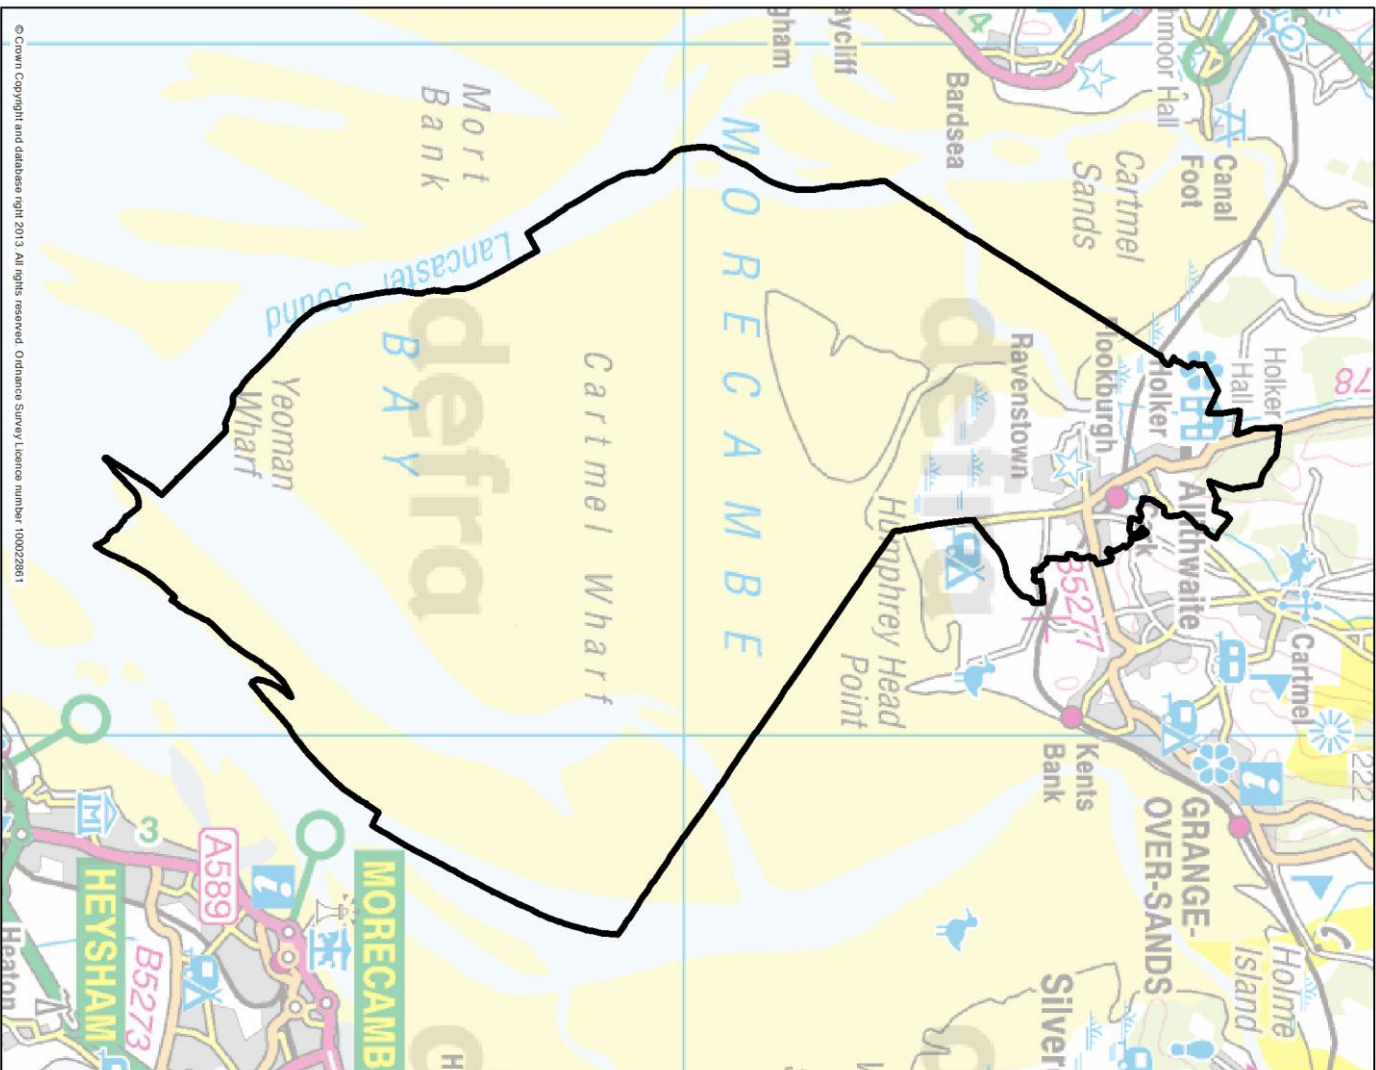 © Crown Copyright and database right 2013. All rights reserved. Ordnance Survey Licence number 100022861
Canal
Foot
Bardsea
Cartmel
Sands
Mort
Bank
Lancaster
Sound
MORECAMBE
BAY
Yeoman
Wharf
Cartmel Wharf
defra
defra
Holker
Hall
Holker
Ravenstown
Allithwaite
B5277
Cartmel
Humphrey Head
Point
Kents
Bank
GRANGE-
OVER-SANDS
Holme
Island
222
78
3
A589
B5273
HEYSHAM
MORECAMB
Heaton
Silver